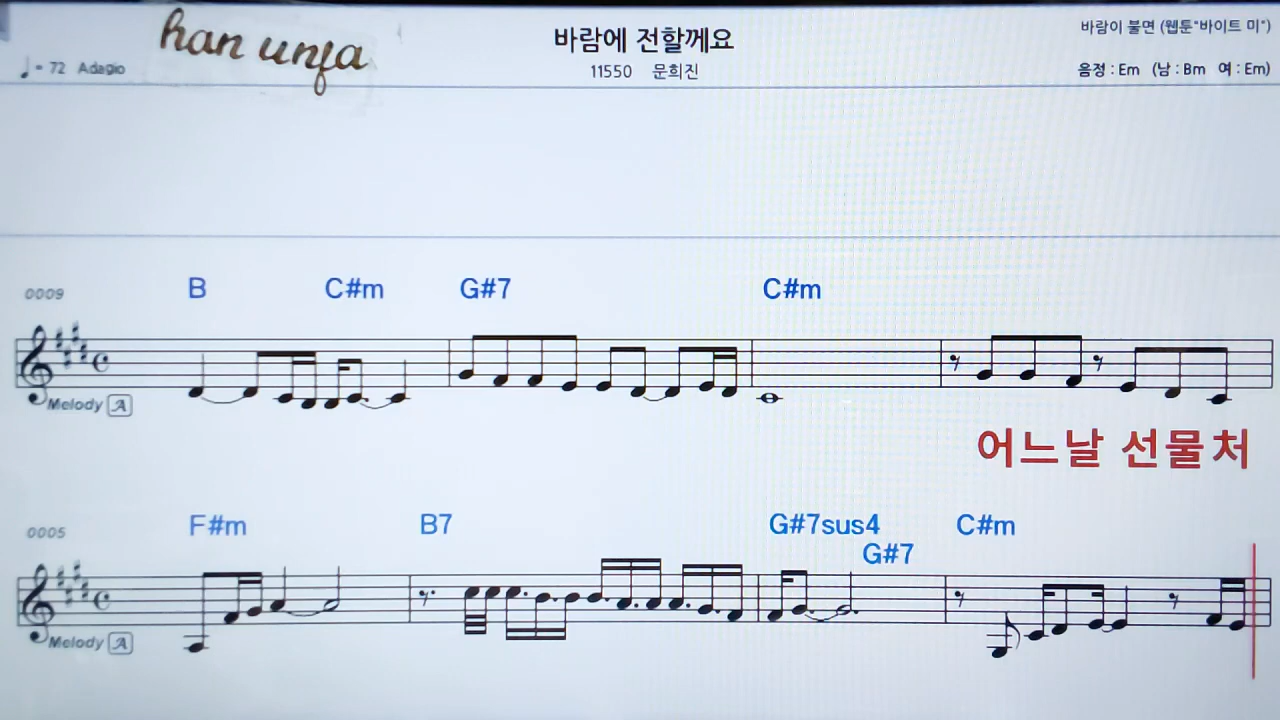 han unja
바람에 전할께요
바람이 불면 (웹툰"바이트 미")
♩= 72 Adagio
11550 문희진
음정 : Em (남 : Bm 여 : Em)
0009
B C#m G#7 C#m
Melody A
어느날 선물처
0005
F#m B7 G#7sus4 C#m
G#7
Melody A